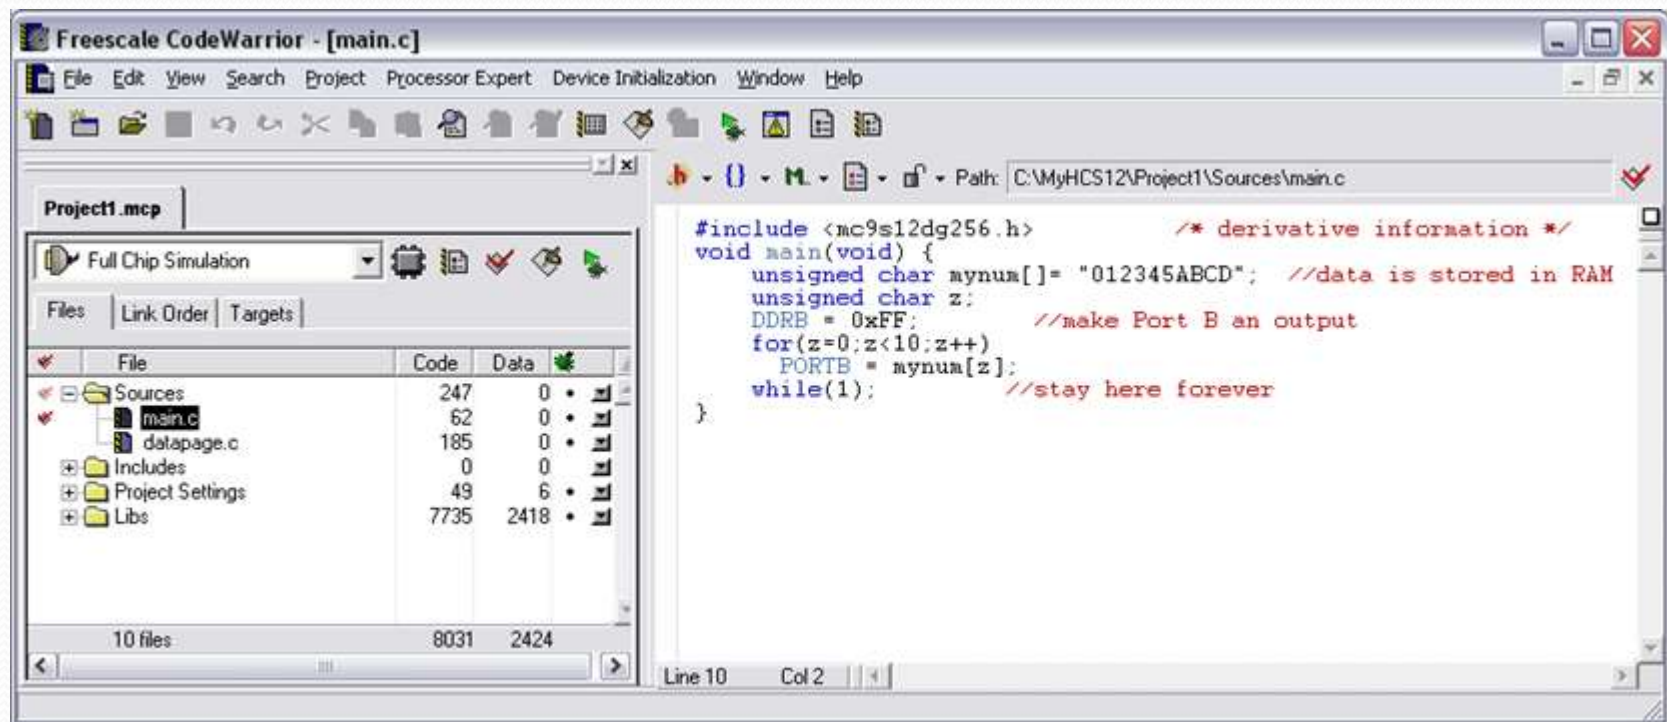 Freescale CodeWarrior - [main.c]
File Edit View Search Project Processor Expert Device Initialization Window Help
Project1.mcp
Full Chip Simulation
Files Link Order Targets
File Code Data
Sources 247 0
main.c 62 0
datapage.c 185 0
Includes 0 0
Project Settings 49 6
Libs 7735 2418
10 files 8031 2424
.h {} M. Path: C:\MyHCS12\Project1\Sources\main.c
#include <mc9s12dg256.h> /* derivative information */
void main(void) {
unsigned char mynum[]= "012345ABCD"; //data is stored in RAM
unsigned char z;
DDRB = 0xFF; //make Port B an output
for(z=0;z<10;z++)
PORTB = mynum[z];
while(1); //stay here forever
}
Line 10 Col 2